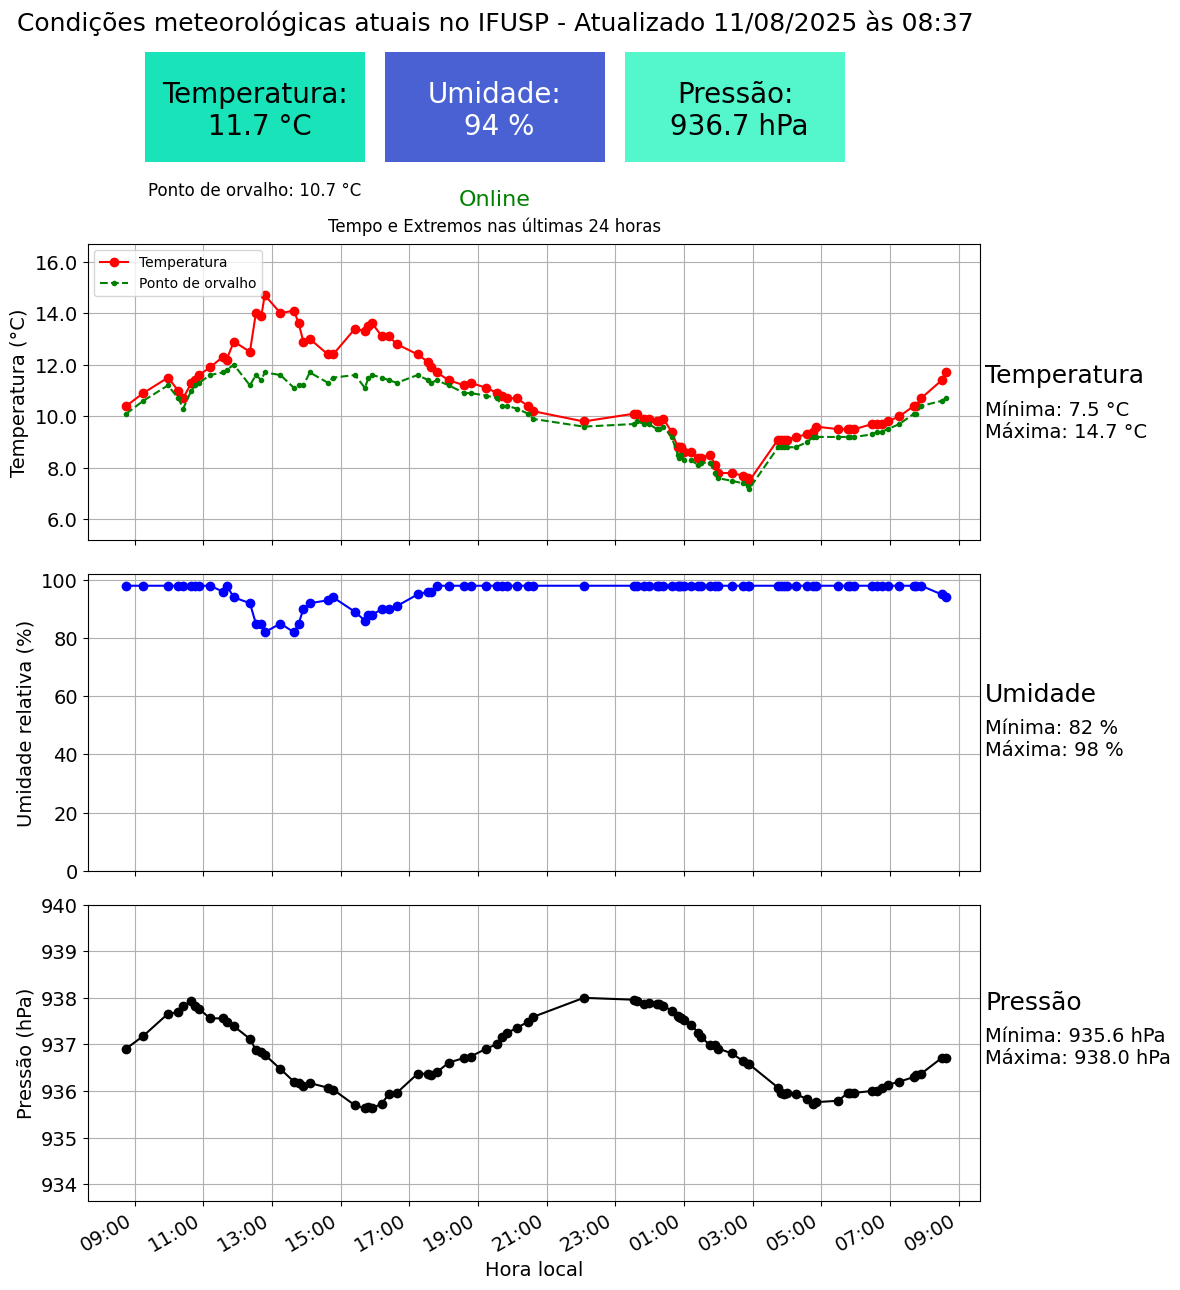 Condições meteorológicas atuais no IFUSP - Atualizado 11/08/2025 às 08:37
Temperatura:
11.7 °C
Umidade:
94 %
Pressão:
936.7 hPa
Ponto de orvalho: 10.7 °C
Online
Tempo e Extremos nas últimas 24 horas
Temperatura (°C)
16.0
14.0
12.0
10.0
8.0
6.0
Temperatura
Ponto de orvalho
Temperatura
Mínima: 7.5 °C
Máxima: 14.7 °C
Umidade relativa (%)
100
80
60
40
20
0
Umidade
Mínima: 82 %
Máxima: 98 %
Pressão (hPa)
940
939
938
937
936
935
934
Pressão
Mínima: 935.6 hPa
Máxima: 938.0 hPa
09:00 11:00 13:00 15:00 17:00 19:00 21:00 23:00 01:00 03:00 05:00 07:00 09:00
Hora local